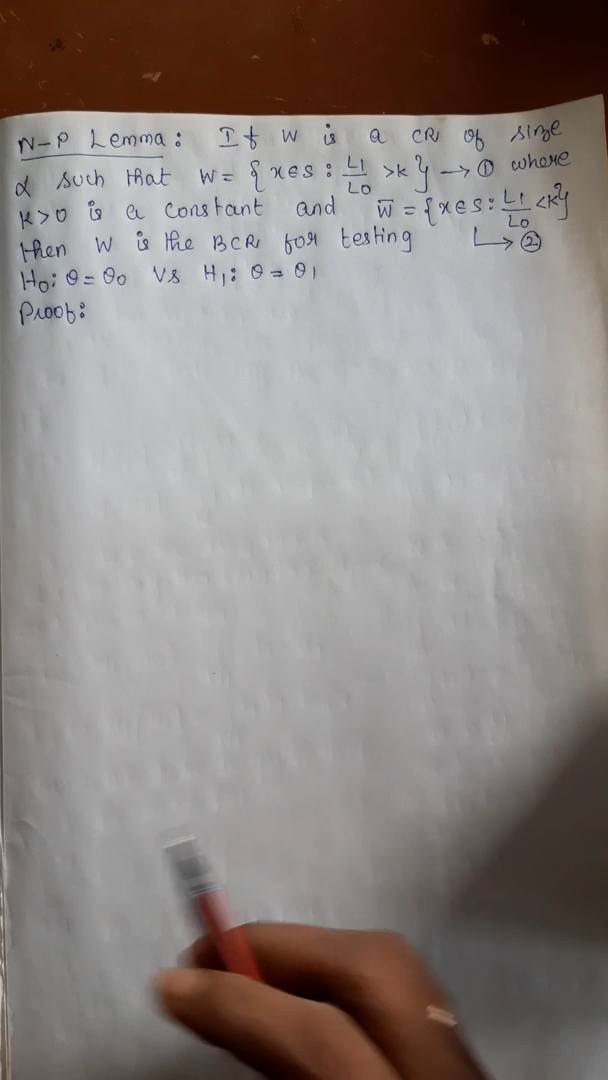 N-P Lemma: If W is a CR of size
α such that W = { x∈S : L1/L0 >k } → ① where
k>0 is a constant and W̅ = {x∈S : L1/L0 <k}
then W is the BCR for testing ↳ ②
H0: θ = θ0 Vs H1: θ = θ1
Proof: